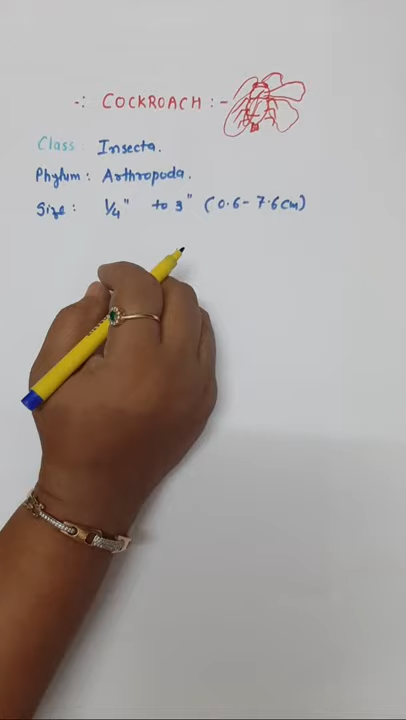 -: COCKROACH :-
Class: Insecta.
Phylum: Arthropoda.
Size: 1/4" to 3" (0.6 - 7.6 cm)